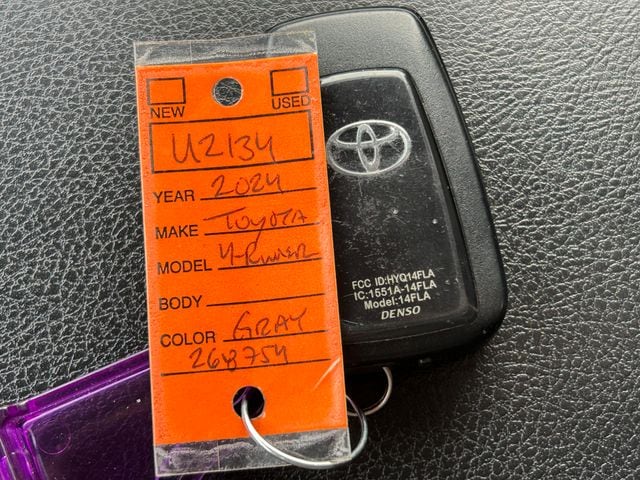 NEW USED
U2134
YEAR 2024
MAKE TOYOTA
MODEL 4-Runner
BODY
COLOR GRAY
268754
FCC ID:HYQ14FLA
IC:1551A-14FLA
Model:14FLA
DENSO